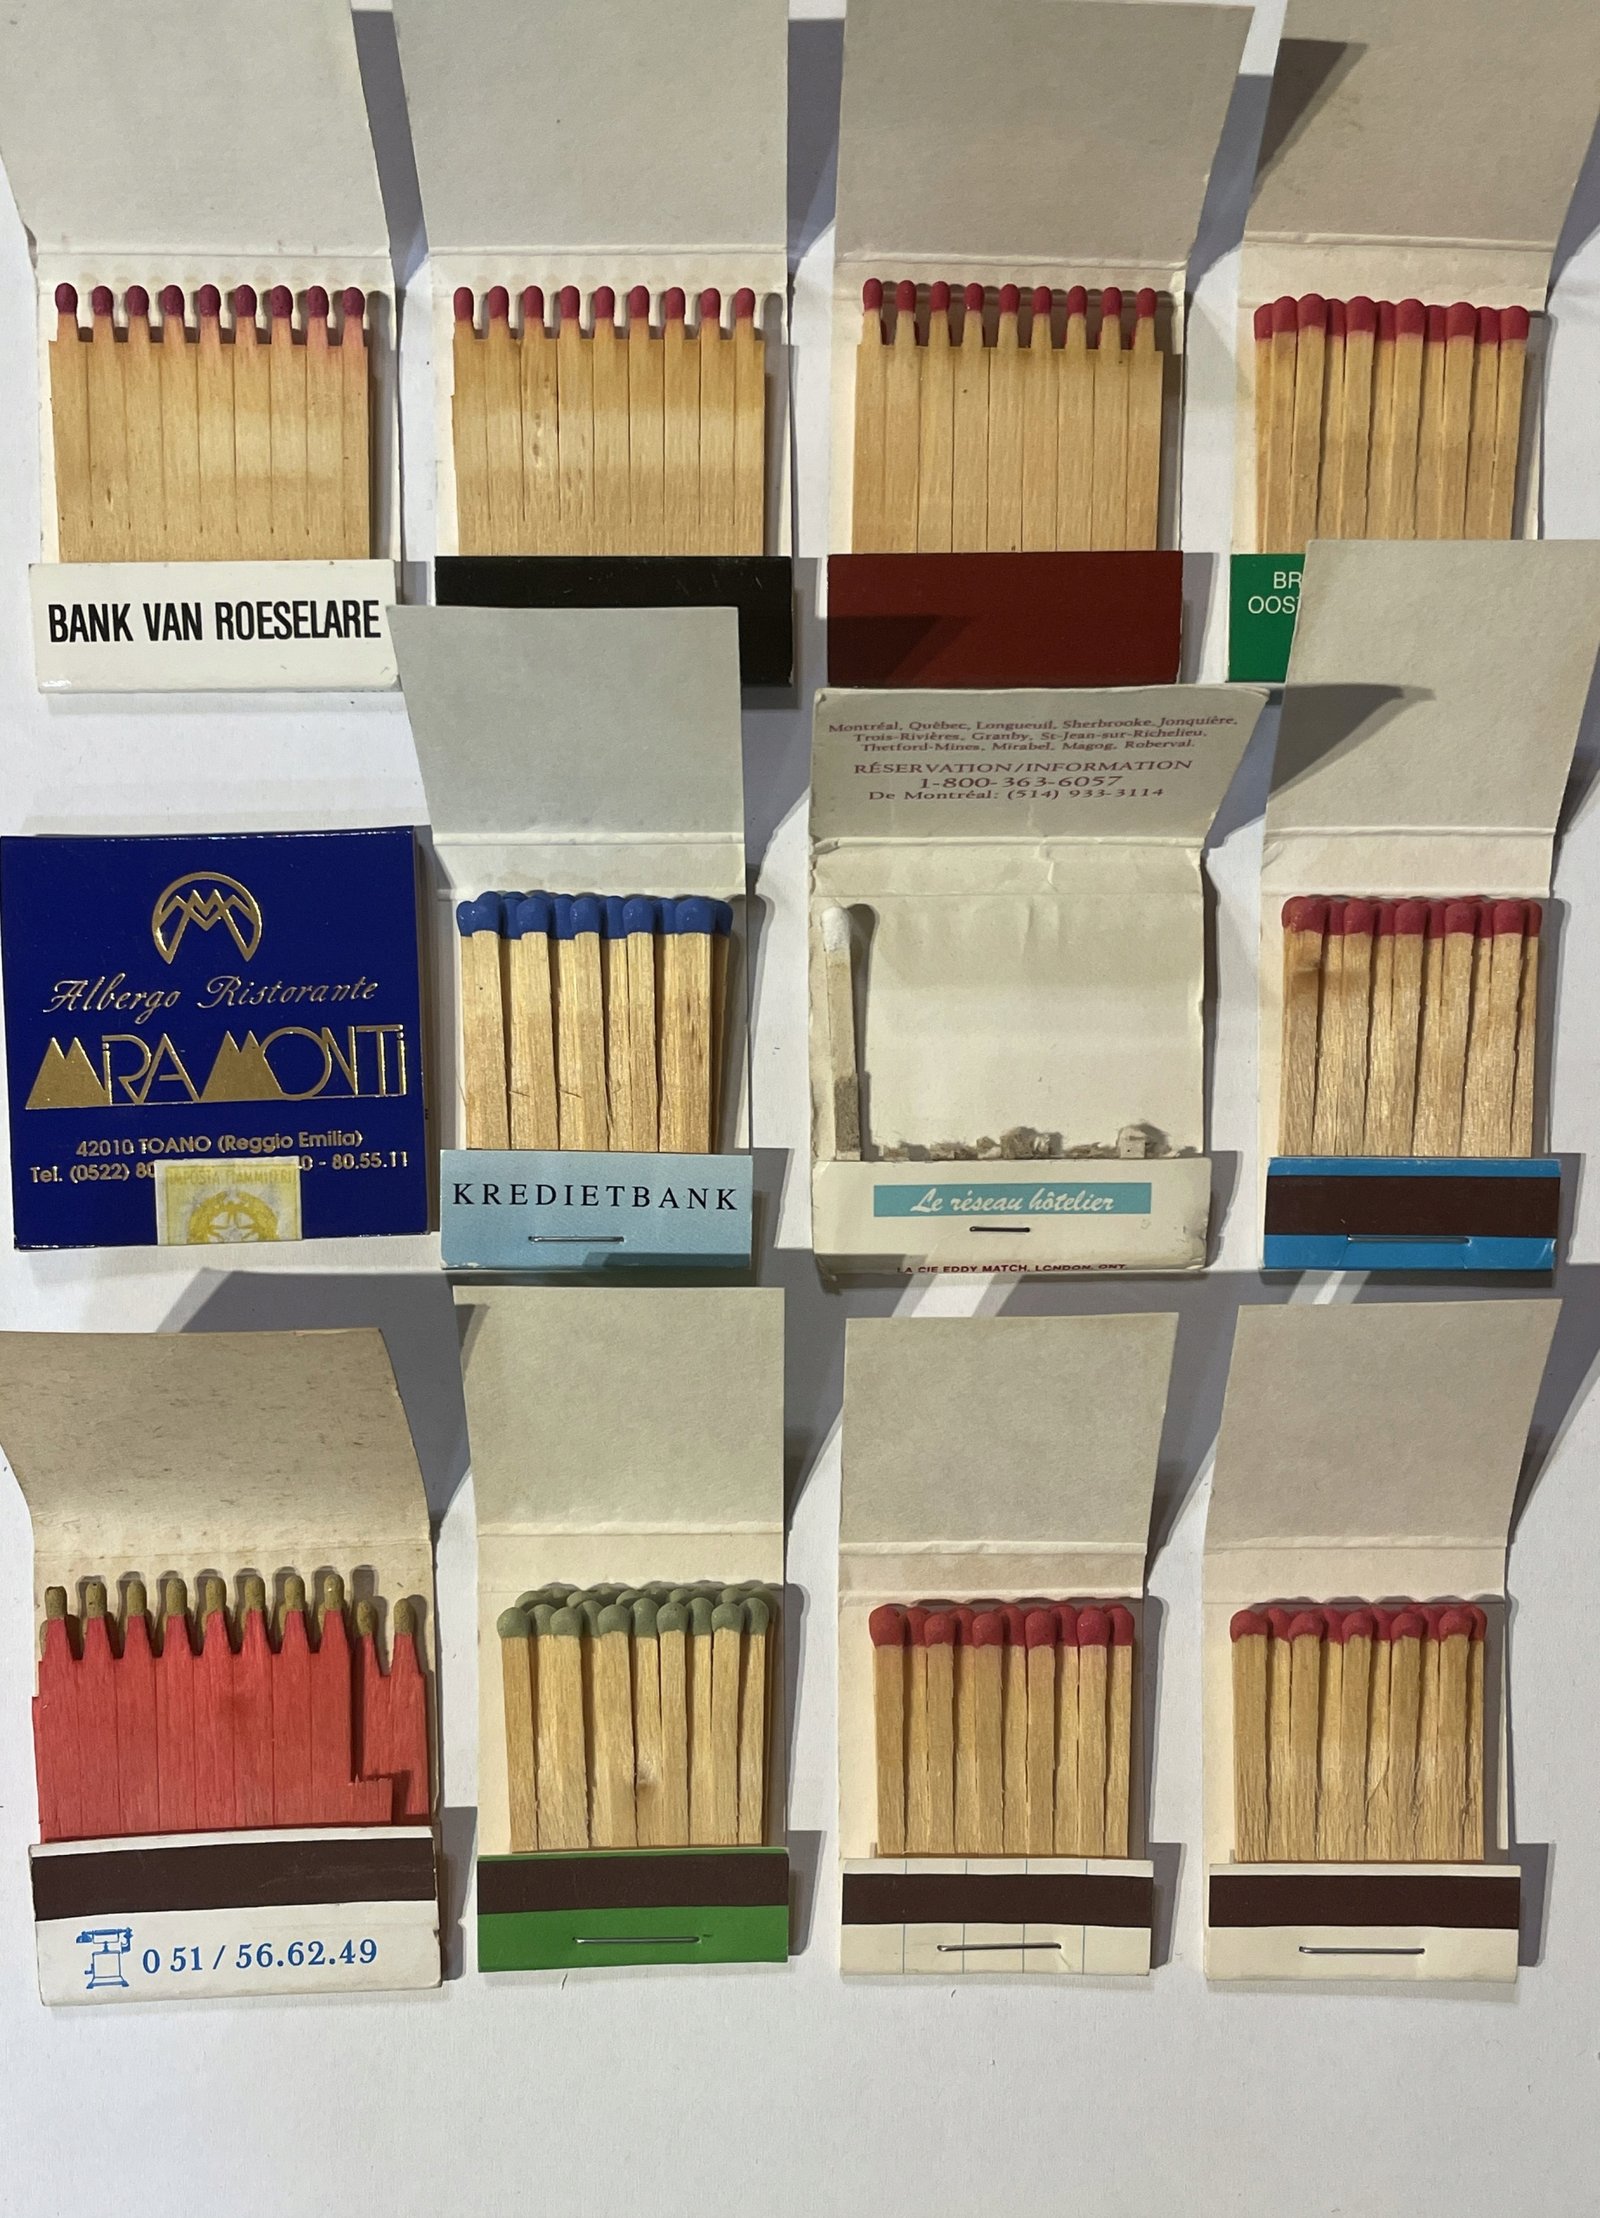 BANK VAN ROESELARE
Montréal, Québec, Longueuil, Sherbrooke, Jonquière,
Trois-Rivières, Granby, St-Jean-sur-Richelieu,
Thetford-Mines, Mirabel, Magog, Roberval.
RÉSERVATION/INFORMATION
1-800-363-6057
De Montréal: (514) 933-3114
Albergo Ristorante
MIRAMONTI
42010 TOANO (Reggio Emilia)
Tel. (0522) 80 0 - 80.55.11
IMPOSTA FIAMMIFERI
KREDIETBANK
Le réseau hôtelier
LA CIE EDDY MATCH, LONDON, ONT.
051/56.62.49